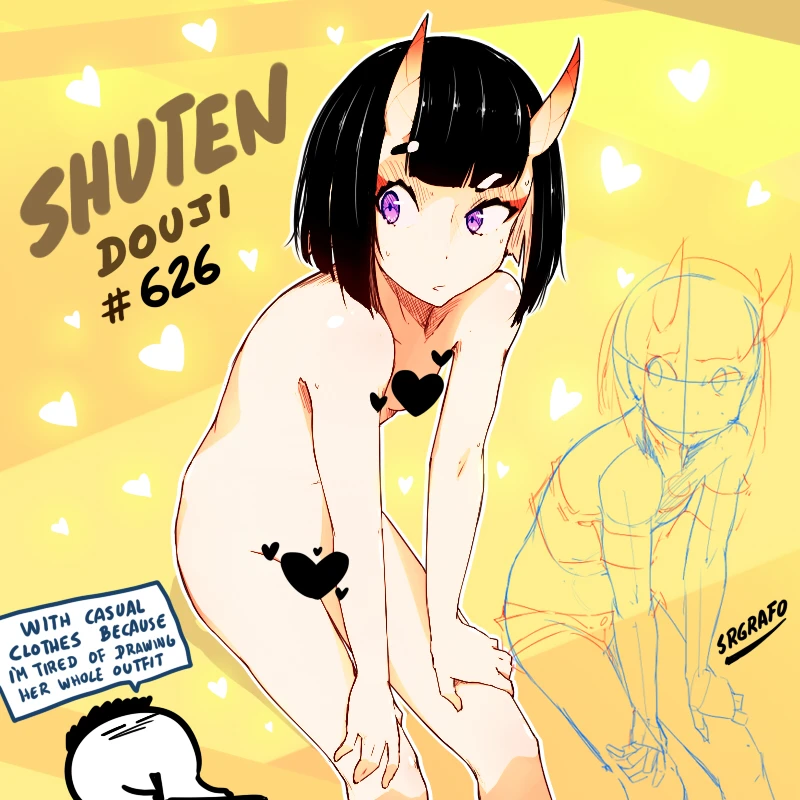 SHUTEN
DOUJI
# 626
WITH CASUAL
CLOTHES BECAUSE
I'M TIRED OF DRAWING
HER WHOLE OUTFIT
SRGRAFO